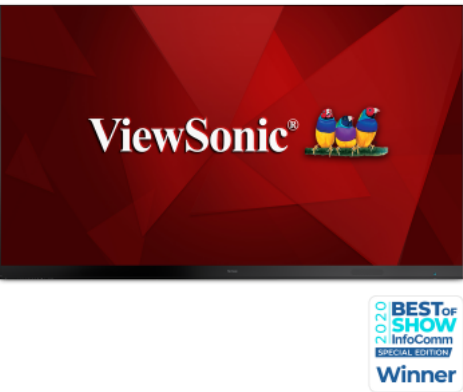 ViewSonic®
2020
BEST OF
SHOW
InfoComm
SPECIAL EDITION
Winner